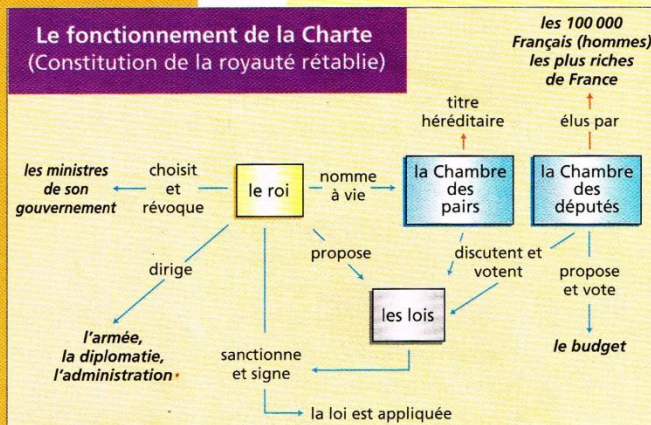 Le fonctionnement de la Charte
(Constitution de la royauté rétablie)
les 100 000
Français (hommes)
les plus riches
de France
titre
héréditaire
élus par
les ministres
de son
gouvernement
choisit
et
révoque
le roi
nomme
à vie
la Chambre
des
pairs
la Chambre
des
députés
dirige
propose
discutent et
votent
propose
et vote
les lois
l'armée,
la diplomatie,
l'administration
sanctionne
et signe
le budget
la loi est appliquée